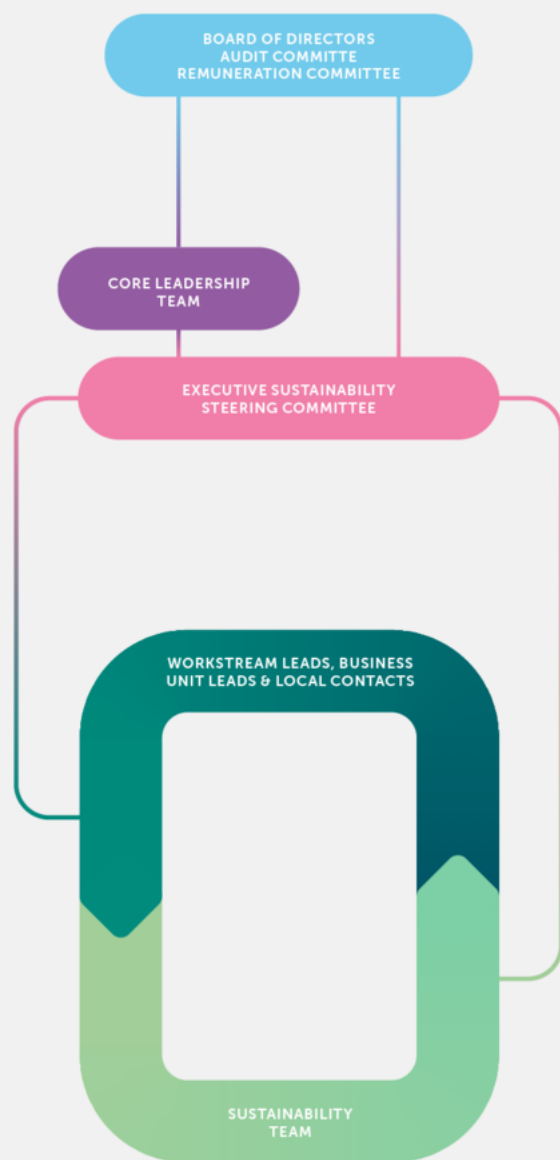 BOARD OF DIRECTORS
AUDIT COMMITTE
REMUNERATION COMMITTEE
CORE LEADERSHIP
TEAM
EXECUTIVE SUSTAINABILITY
STEERING COMMITTEE
WORKSTREAM LEADS, BUSINESS
UNIT LEADS & LOCAL CONTACTS
SUSTAINABILITY
TEAM